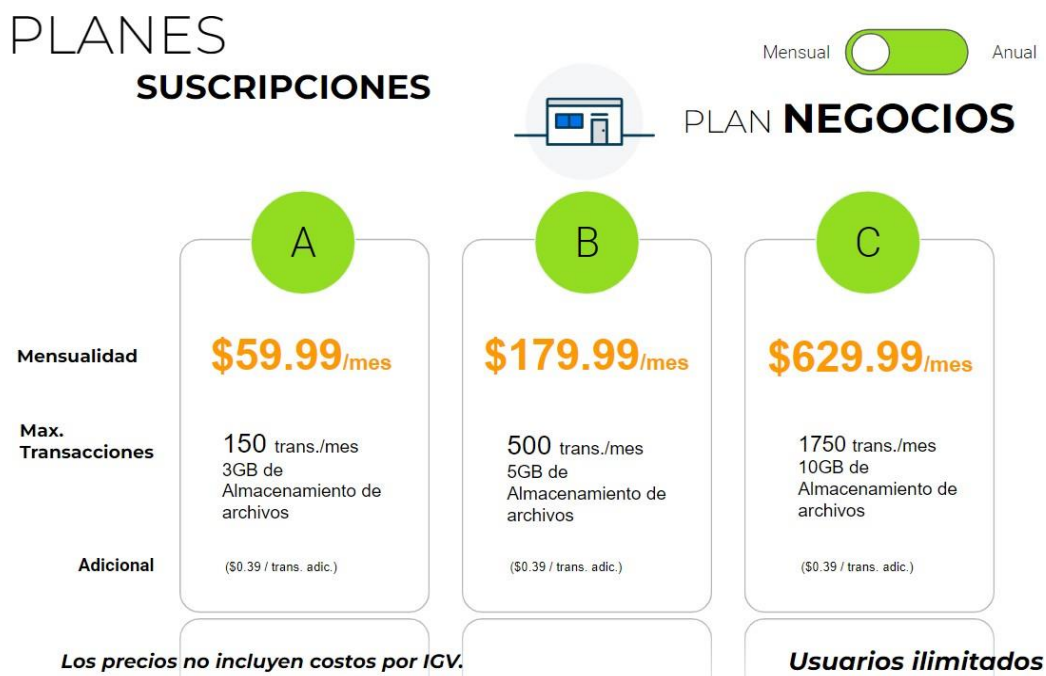 PLANES
SUSCRIPCIONES
Mensual
Anual
PLAN NEGOCIOS
A
B
C
Mensualidad
$59.99/mes
$179.99/mes
$629.99/mes
Max.
Transacciones
150 trans./mes
3GB de
Almacenamiento de
archivos
500 trans./mes
5GB de
Almacenamiento de
archivos
1750 trans./mes
10GB de
Almacenamiento de
archivos
Adicional
($0.39 / trans. adic.)
($0.39 / trans. adic.)
($0.39 / trans. adic.)
Los precios no incluyen costos por IGV.
Usuarios ilimitados